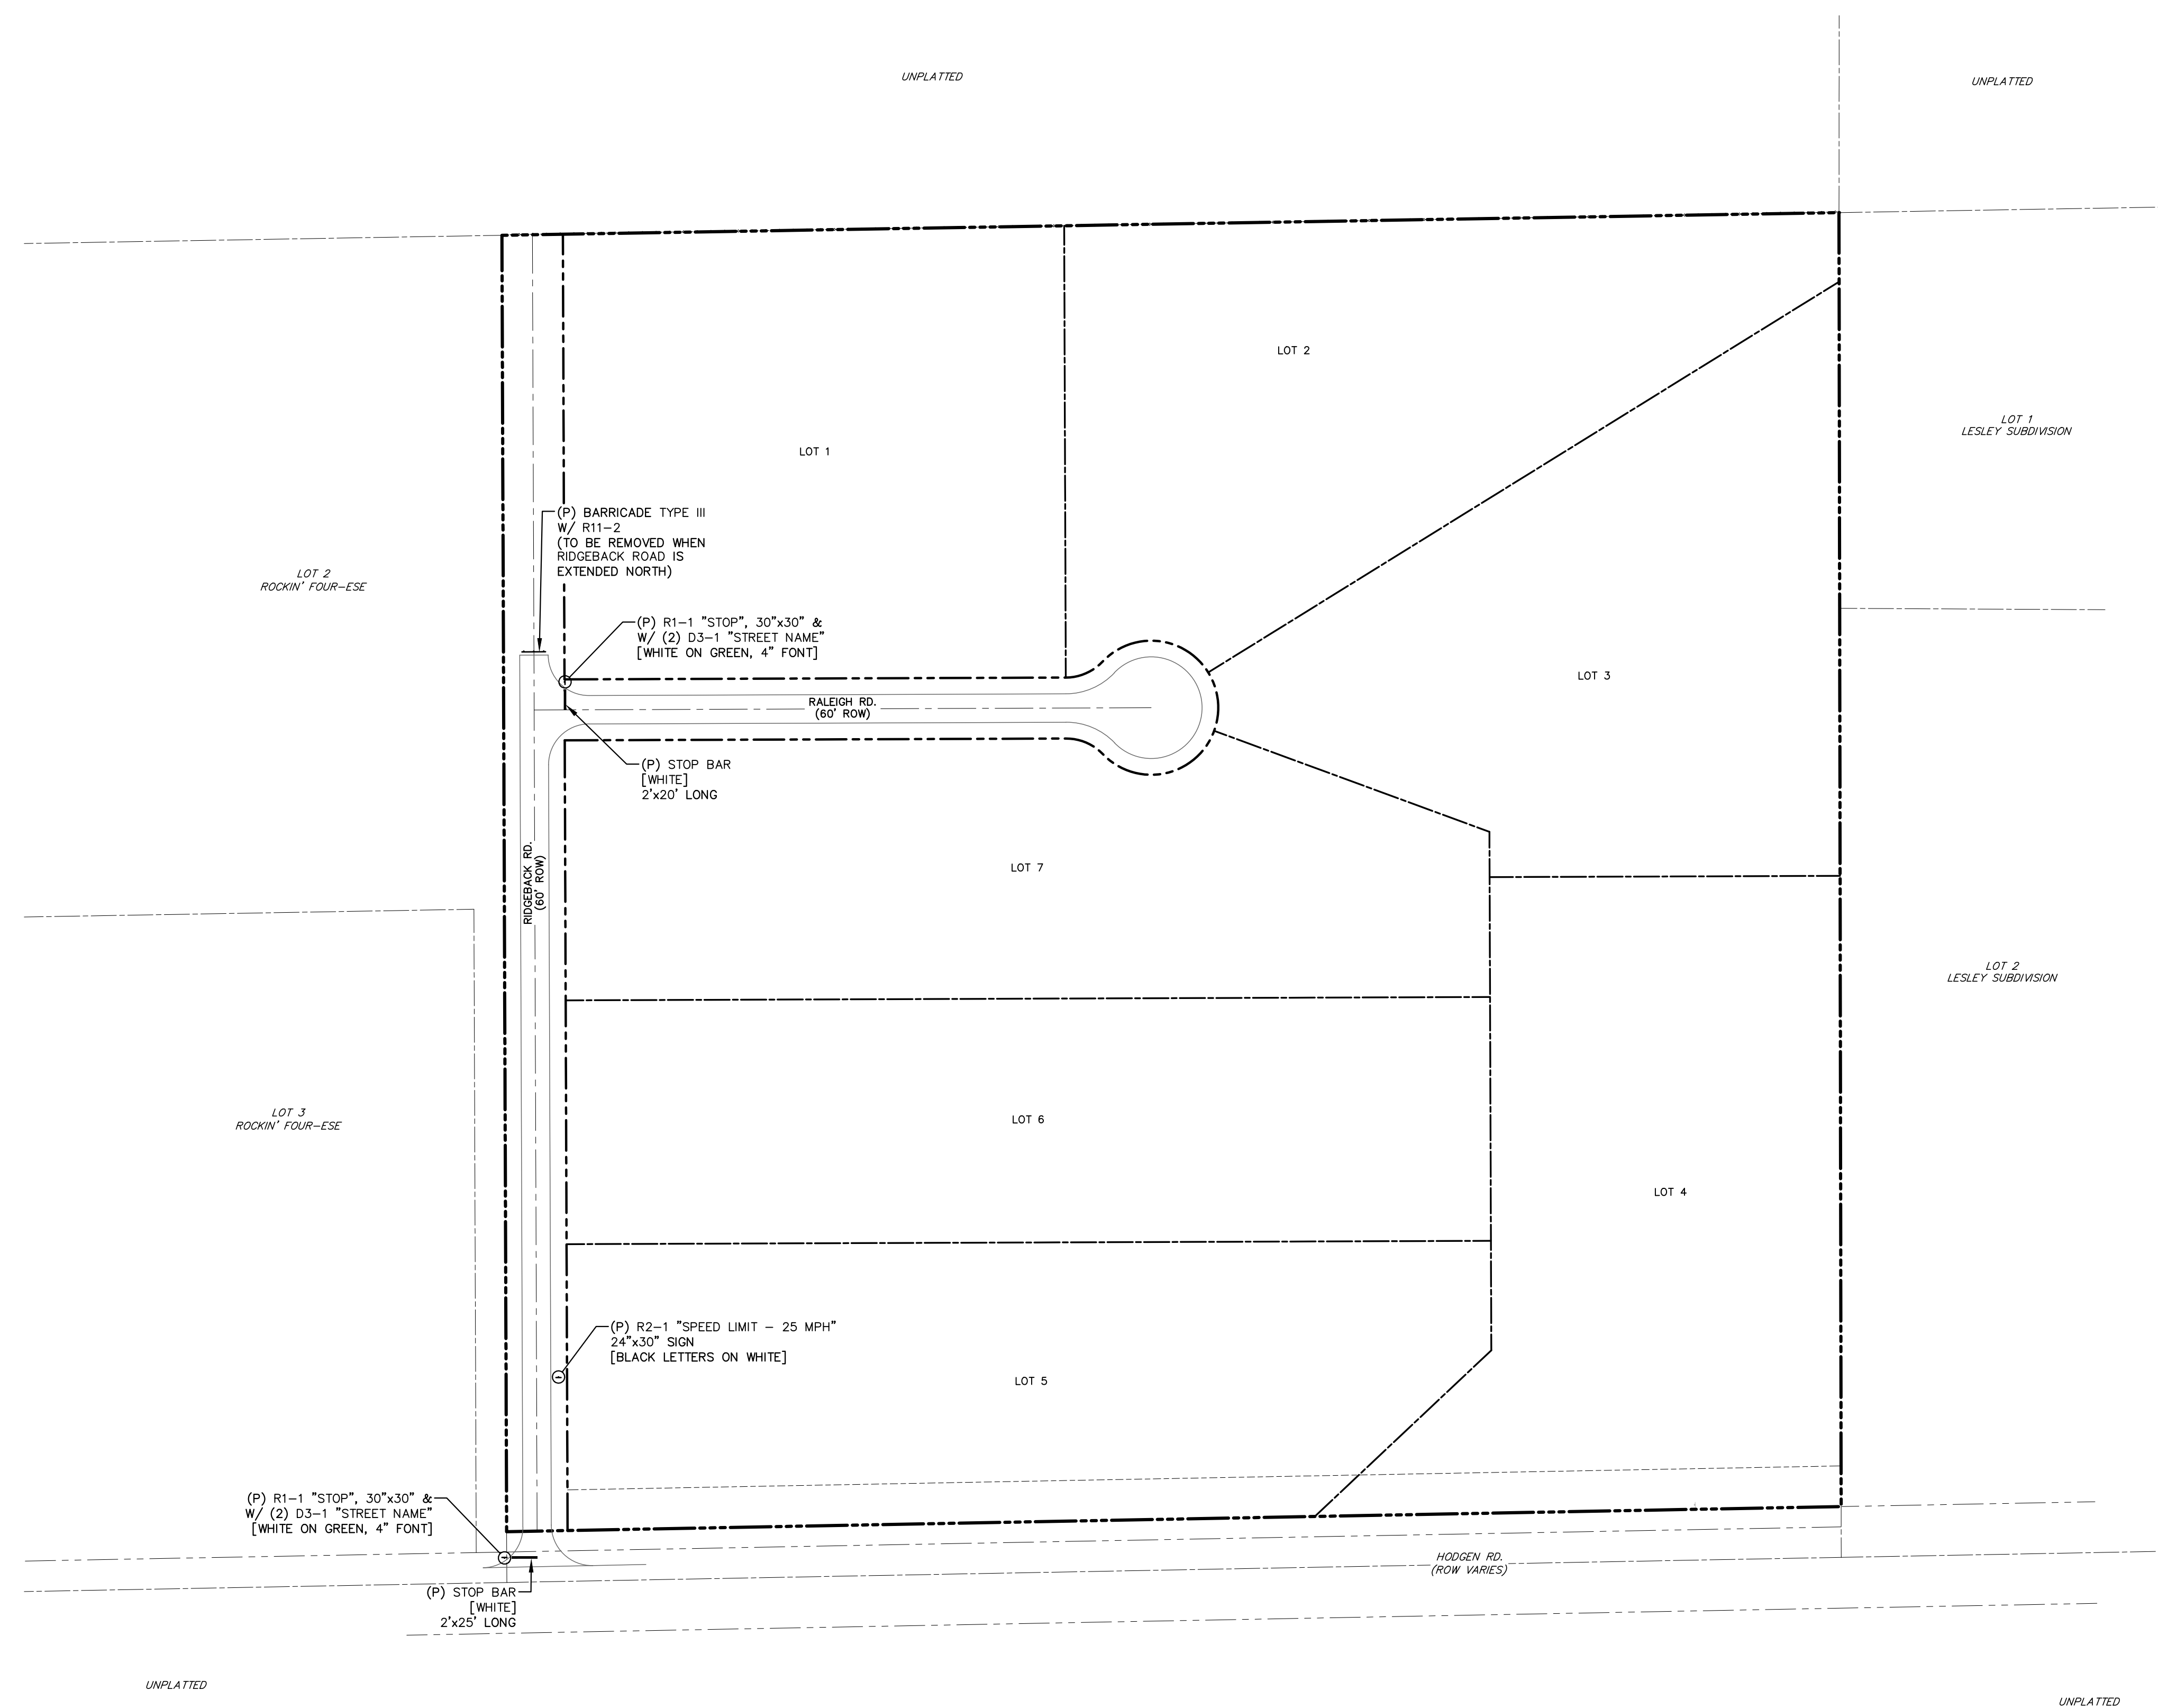 UNPLATTED
UNPLATTED
LOT 2
LOT 1
LESLEY SUBDIVISION
LOT 1
(P) BARRICADE TYPE III
W/ R11-2
(TO BE REMOVED WHEN
RIDGEBACK ROAD IS
EXTENDED NORTH)
LOT 2
ROCKIN' FOUR-ESE
(P) R1-1 "STOP", 30"x30" &
W/ (2) D3-1 "STREET NAME"
[WHITE ON GREEN, 4" FONT]
LOT 3
RALEIGH RD.
(60' ROW)
(P) STOP BAR
[WHITE]
2'x20' LONG
RIDGEBACK RD.
(60' ROW)
LOT 7
LOT 2
LESLEY SUBDIVISION
LOT 3
ROCKIN' FOUR-ESE
LOT 6
LOT 4
(P) R2-1 "SPEED LIMIT - 25 MPH"
24"x30" SIGN
[BLACK LETTERS ON WHITE]
LOT 5
(P) R1-1 "STOP", 30"x30" &
W/ (2) D3-1 "STREET NAME"
[WHITE ON GREEN, 4" FONT]
HODGEN RD.
(ROW VARIES)
(P) STOP BAR
[WHITE]
2'x25' LONG
UNPLATTED
UNPLATTED